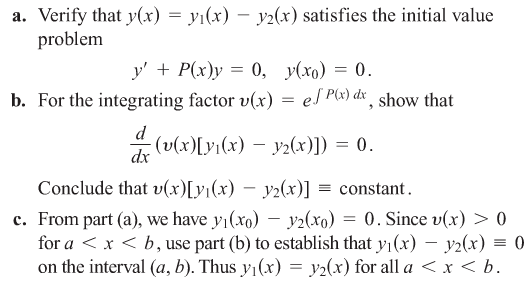 a. Verify that y(x) = y₁(x) − y₂(x) satisfies the initial value
problem
y′ + P(x)y = 0, y(x₀) = 0.
b. For the integrating factor v(x) = e^{∫ P(x) dx}, show that
d/dx (v(x)[y₁(x) − y₂(x)]) = 0.
Conclude that v(x)[y₁(x) − y₂(x)] ≡ constant.
c. From part (a), we have y₁(x₀) − y₂(x₀) = 0. Since v(x) > 0
for a < x < b, use part (b) to establish that y₁(x) − y₂(x) ≡ 0
on the interval (a, b). Thus y₁(x) = y₂(x) for all a < x < b.